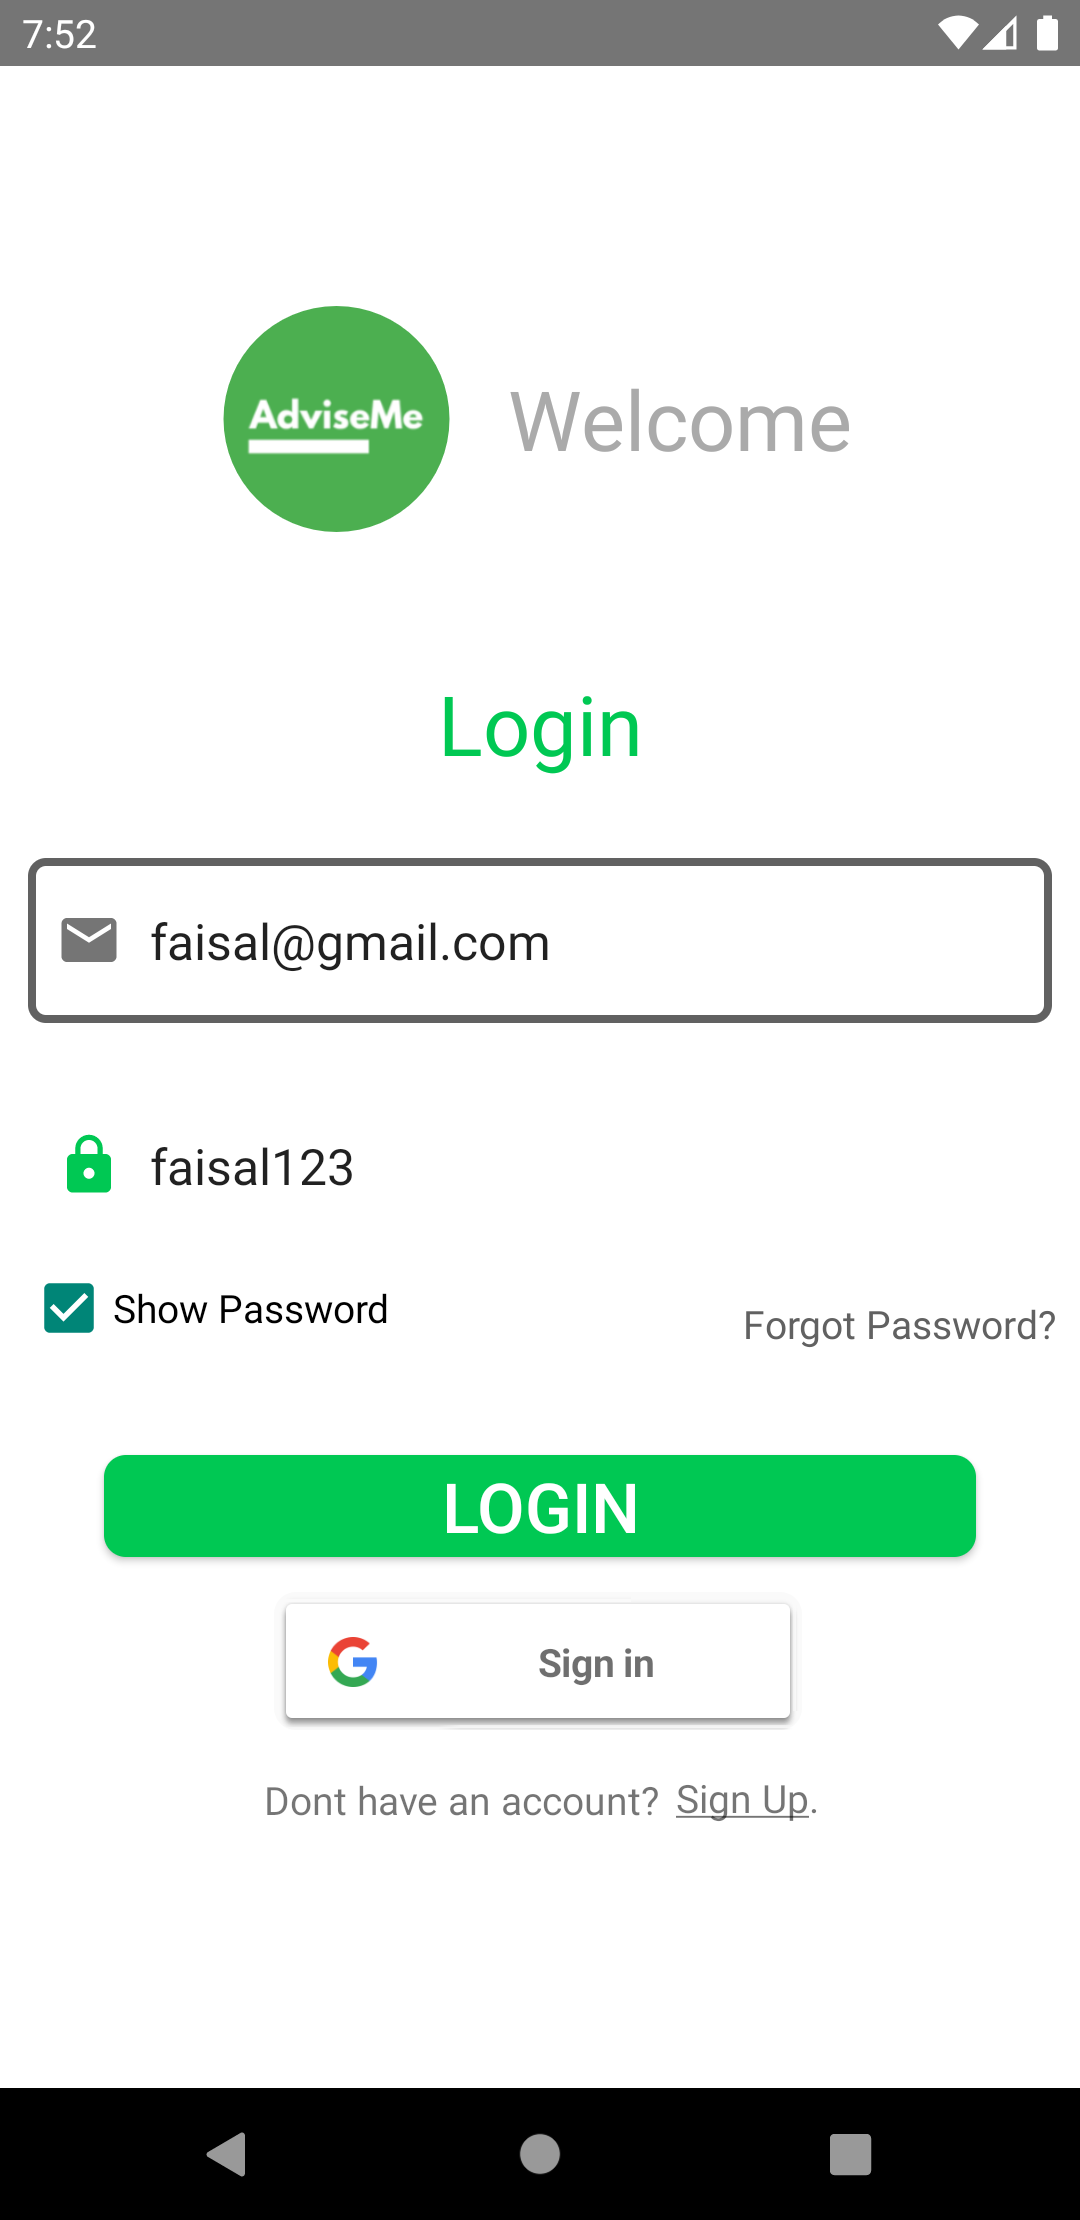 7:52
AdviseMe
Welcome
Login
faisal@gmail.com
faisal123
Show Password
Forgot Password?
LOGIN
Sign in
Dont have an account? Sign Up.